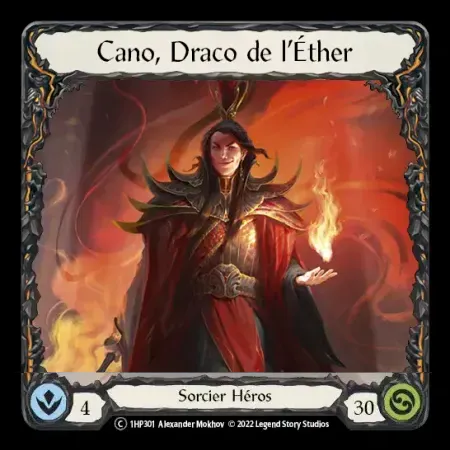 Cano, Draco de l'Éther
Sorcier Héros
4
30
C 1HP301 Alexander Mokhov © 2022 Legend Story Studios